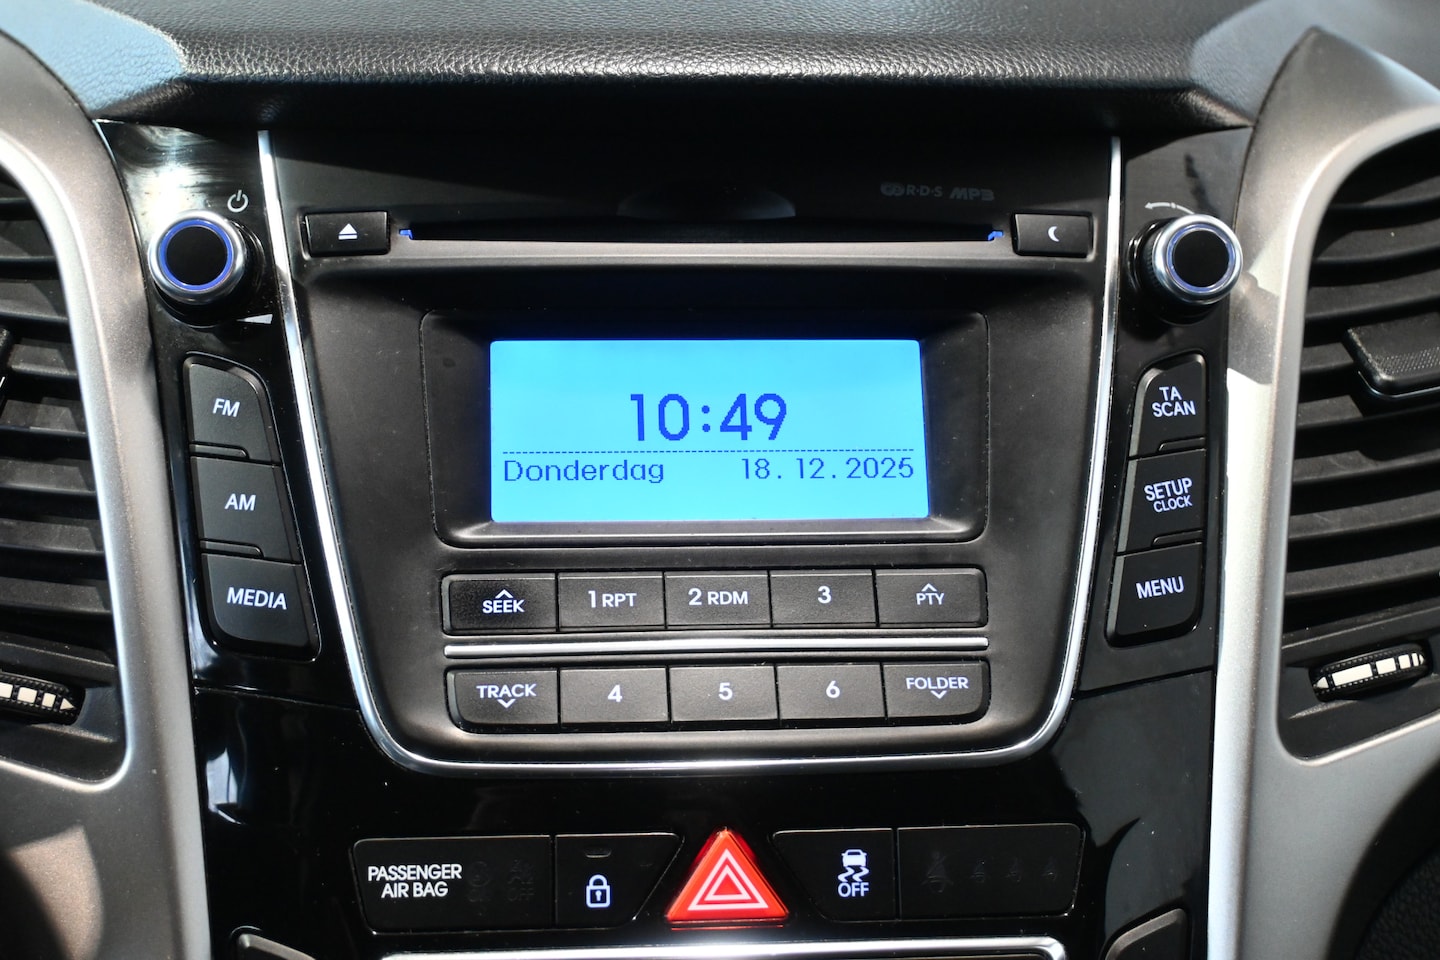 R·D·S MP3
FM
AM
MEDIA
10:49
Donderdag 18.12.2025
TA
SCAN
SETUP
CLOCK
MENU
SEEK 1 RPT 2 RDM 3 PTY
TRACK 4 5 6 FOLDER
PASSENGER
AIR BAG
OFF
OFF